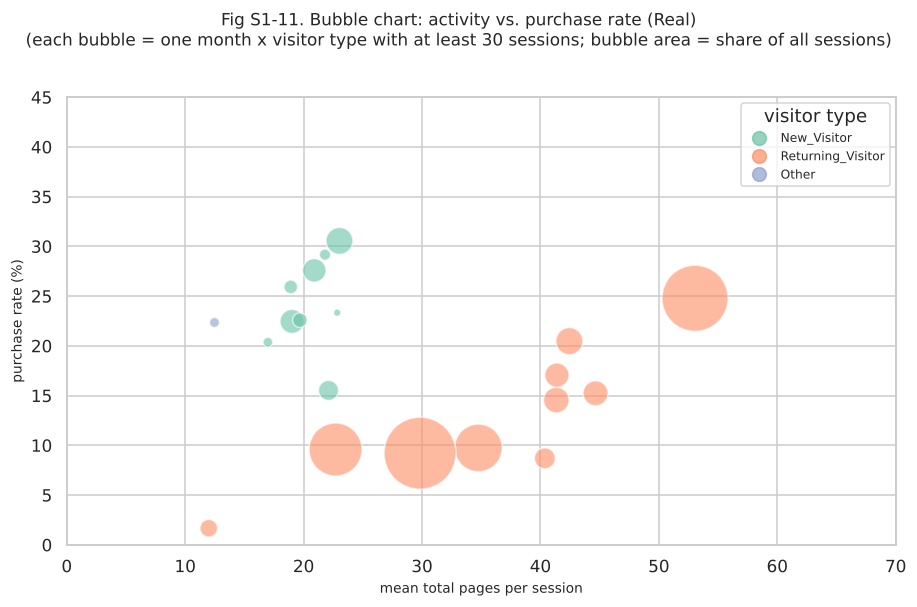 Fig S1-11. Bubble chart: activity vs. purchase rate (Real)
(each bubble = one month x visitor type with at least 30 sessions; bubble area = share of all sessions)
visitor type
New_Visitor
Returning_Visitor
Other
purchase rate (%)
45
40
35
30
25
20
15
10
5
0
0 10 20 30 40 50 60 70
mean total pages per session